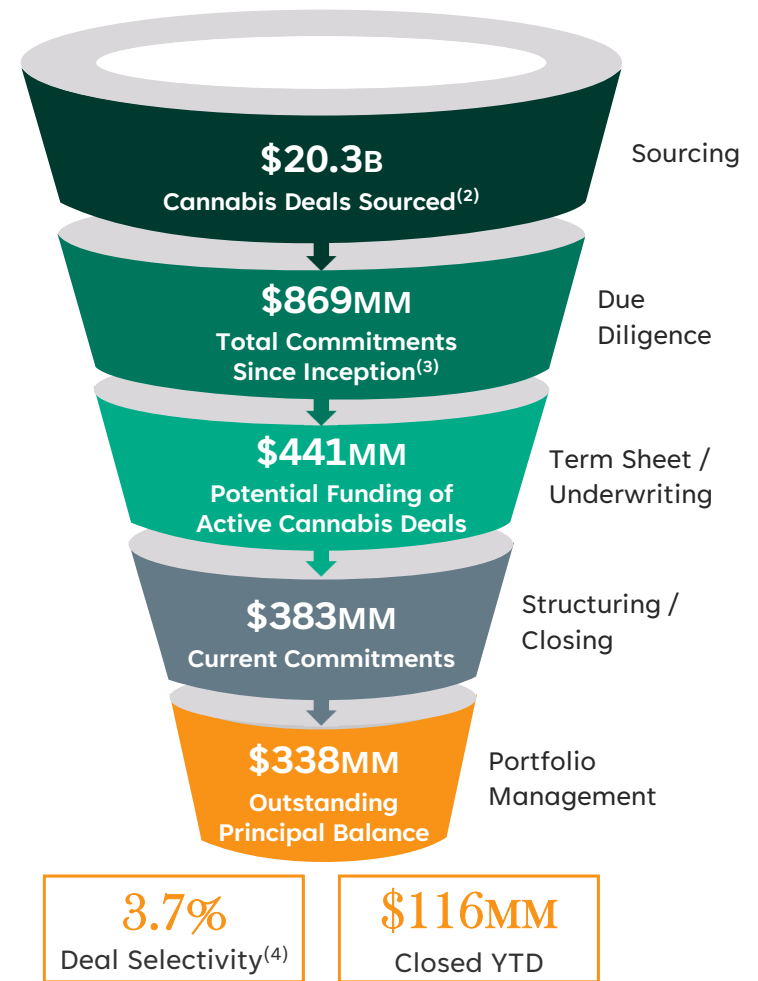 $20.3B
Cannabis Deals Sourced(2)
Sourcing
$869MM
Total Commitments
Since Inception(3)
Due
Diligence
$441MM
Potential Funding of
Active Cannabis Deals
Term Sheet /
Underwriting
$383MM
Current Commitments
Structuring /
Closing
$338MM
Outstanding
Principal Balance
Portfolio
Management
3.7%
Deal Selectivity(4)
$116MM
Closed YTD